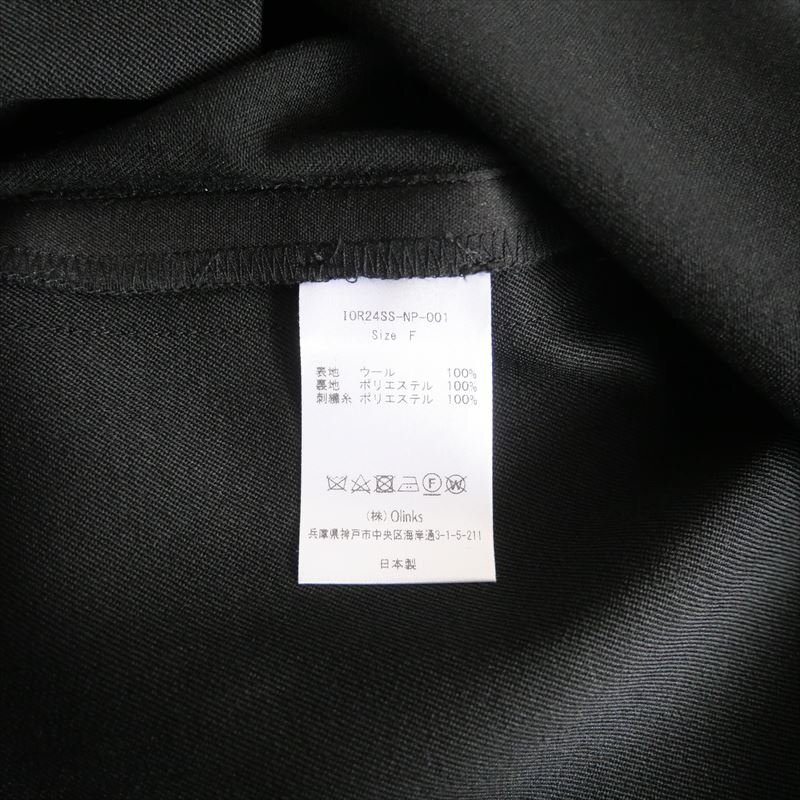 IOR24SS-NP-001
Size F
表地 ウール 100%
裏地 ポリエステル 100%
刺繍糸 ポリエステル 100%
F W
(株) Olinks
兵庫県神戸市中央区海岸通3-1-5-211
日本製